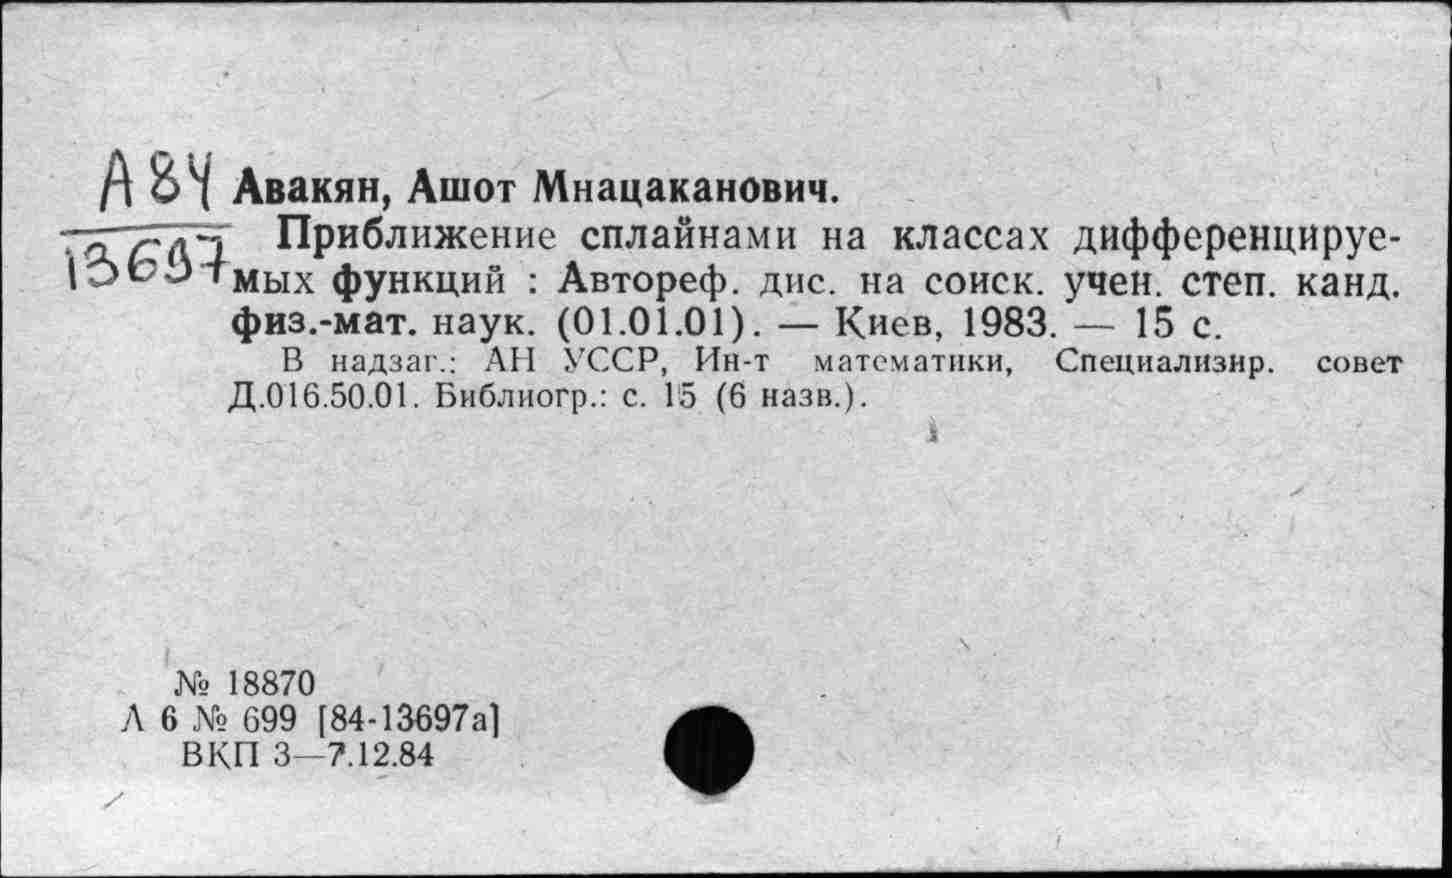 А84 Авакян, Ашот Мнацаканович.
13697 Приближение сплайнами на классах дифференцируе-
мых функций : Автореф. дис. на соиск. учен. степ. канд.
физ.-мат. наук. (01.01.01). — Киев, 1983. — 15 с.
В надзаг.: АН УССР, Ин-т математики, Специализир. совет
Д.016.50.01. Библиогр.: с. 15 (6 назв.).
№ 18870
Л 6 № 699 [84-13697а]
ВКП 3—7.12.84